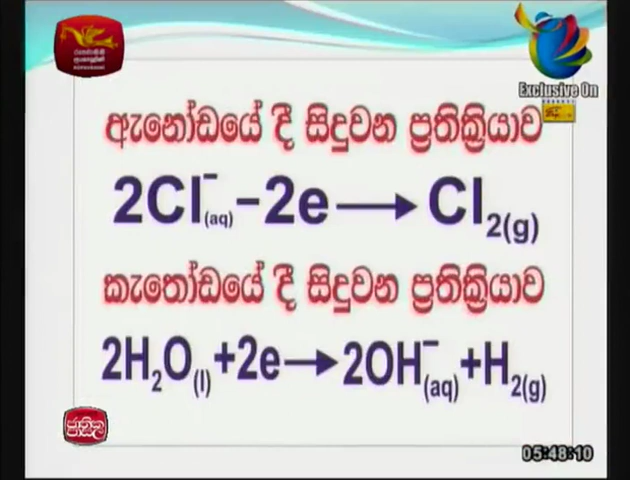 Exclusive On
ඇනෝඩයේ දී සිදුවන ප්‍රතික්‍රියාව
2Cl⁻(aq) −2e ⟶ Cl₂(g)
කැතෝඩයේ දී සිදුවන ප්‍රතික්‍රියාව
2H₂O(l) +2e ⟶ 2OH⁻(aq) +H₂(g)
ජාතික
05:48:10